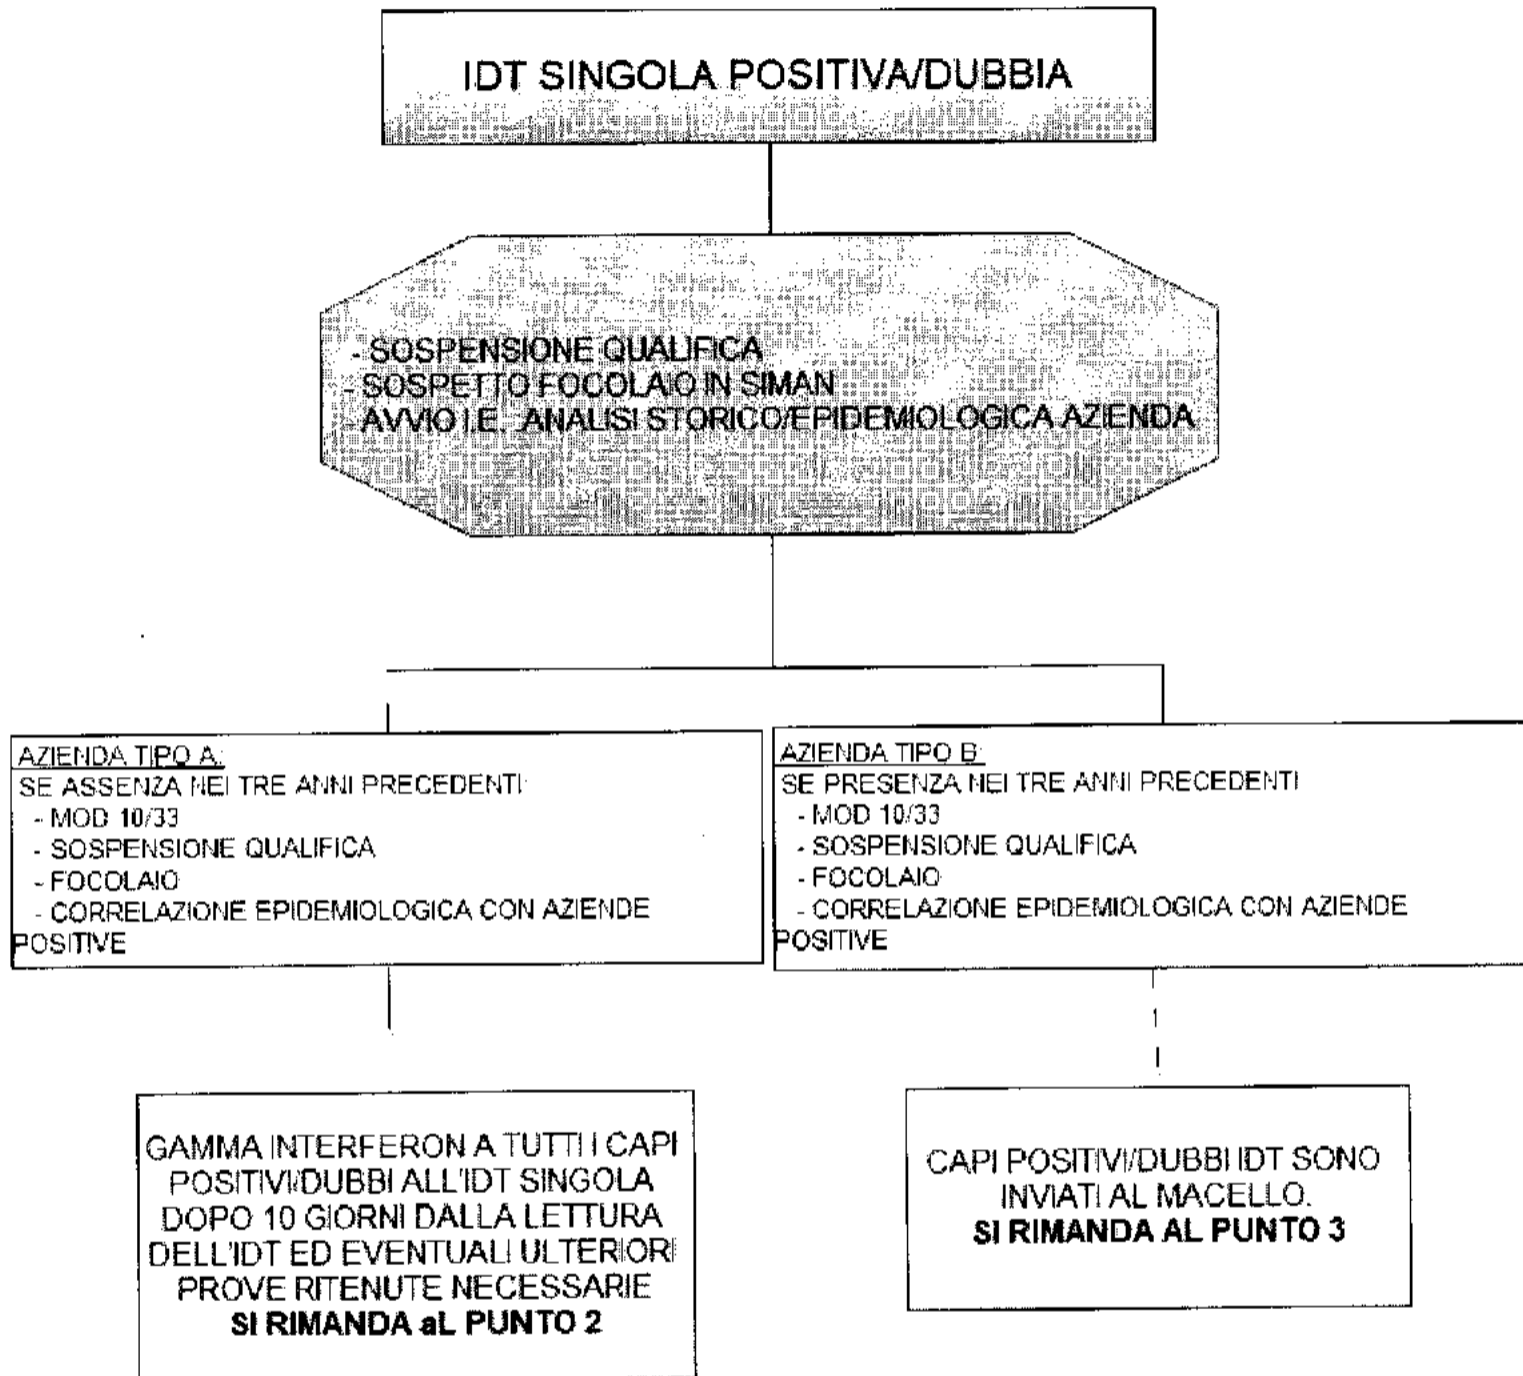 IDT SINGOLA POSITIVA/DUBBIA
- SOSPENSIONE QUALIFICA
- SOSPETTO FOCOLAIO IN SIMAN
- AVVIO I.E. ANALISI STORICO/EPIDEMIOLOGICA AZIENDA
AZIENDA TIPO A:
SE ASSENZA NEI TRE ANNI PRECEDENTI
- MOD 10/33
- SOSPENSIONE QUALIFICA
- FOCOLAIO
- CORRELAZIONE EPIDEMIOLOGICA CON AZIENDE
POSITIVE
AZIENDA TIPO B:
SE PRESENZA NEI TRE ANNI PRECEDENTI
- MOD 10/33
- SOSPENSIONE QUALIFICA
- FOCOLAIO
- CORRELAZIONE EPIDEMIOLOGICA CON AZIENDE
POSITIVE
GAMMA INTERFERON A TUTTI I CAPI
POSITIVI/DUBBI ALL'IDT SINGOLA
DOPO 10 GIORNI DALLA LETTURA
DELL'IDT ED EVENTUALI ULTERIORI
PROVE RITENUTE NECESSARIE
SI RIMANDA aL PUNTO 2
CAPI POSITIVI/DUBBI IDT SONO
INVIATI AL MACELLO.
SI RIMANDA AL PUNTO 3